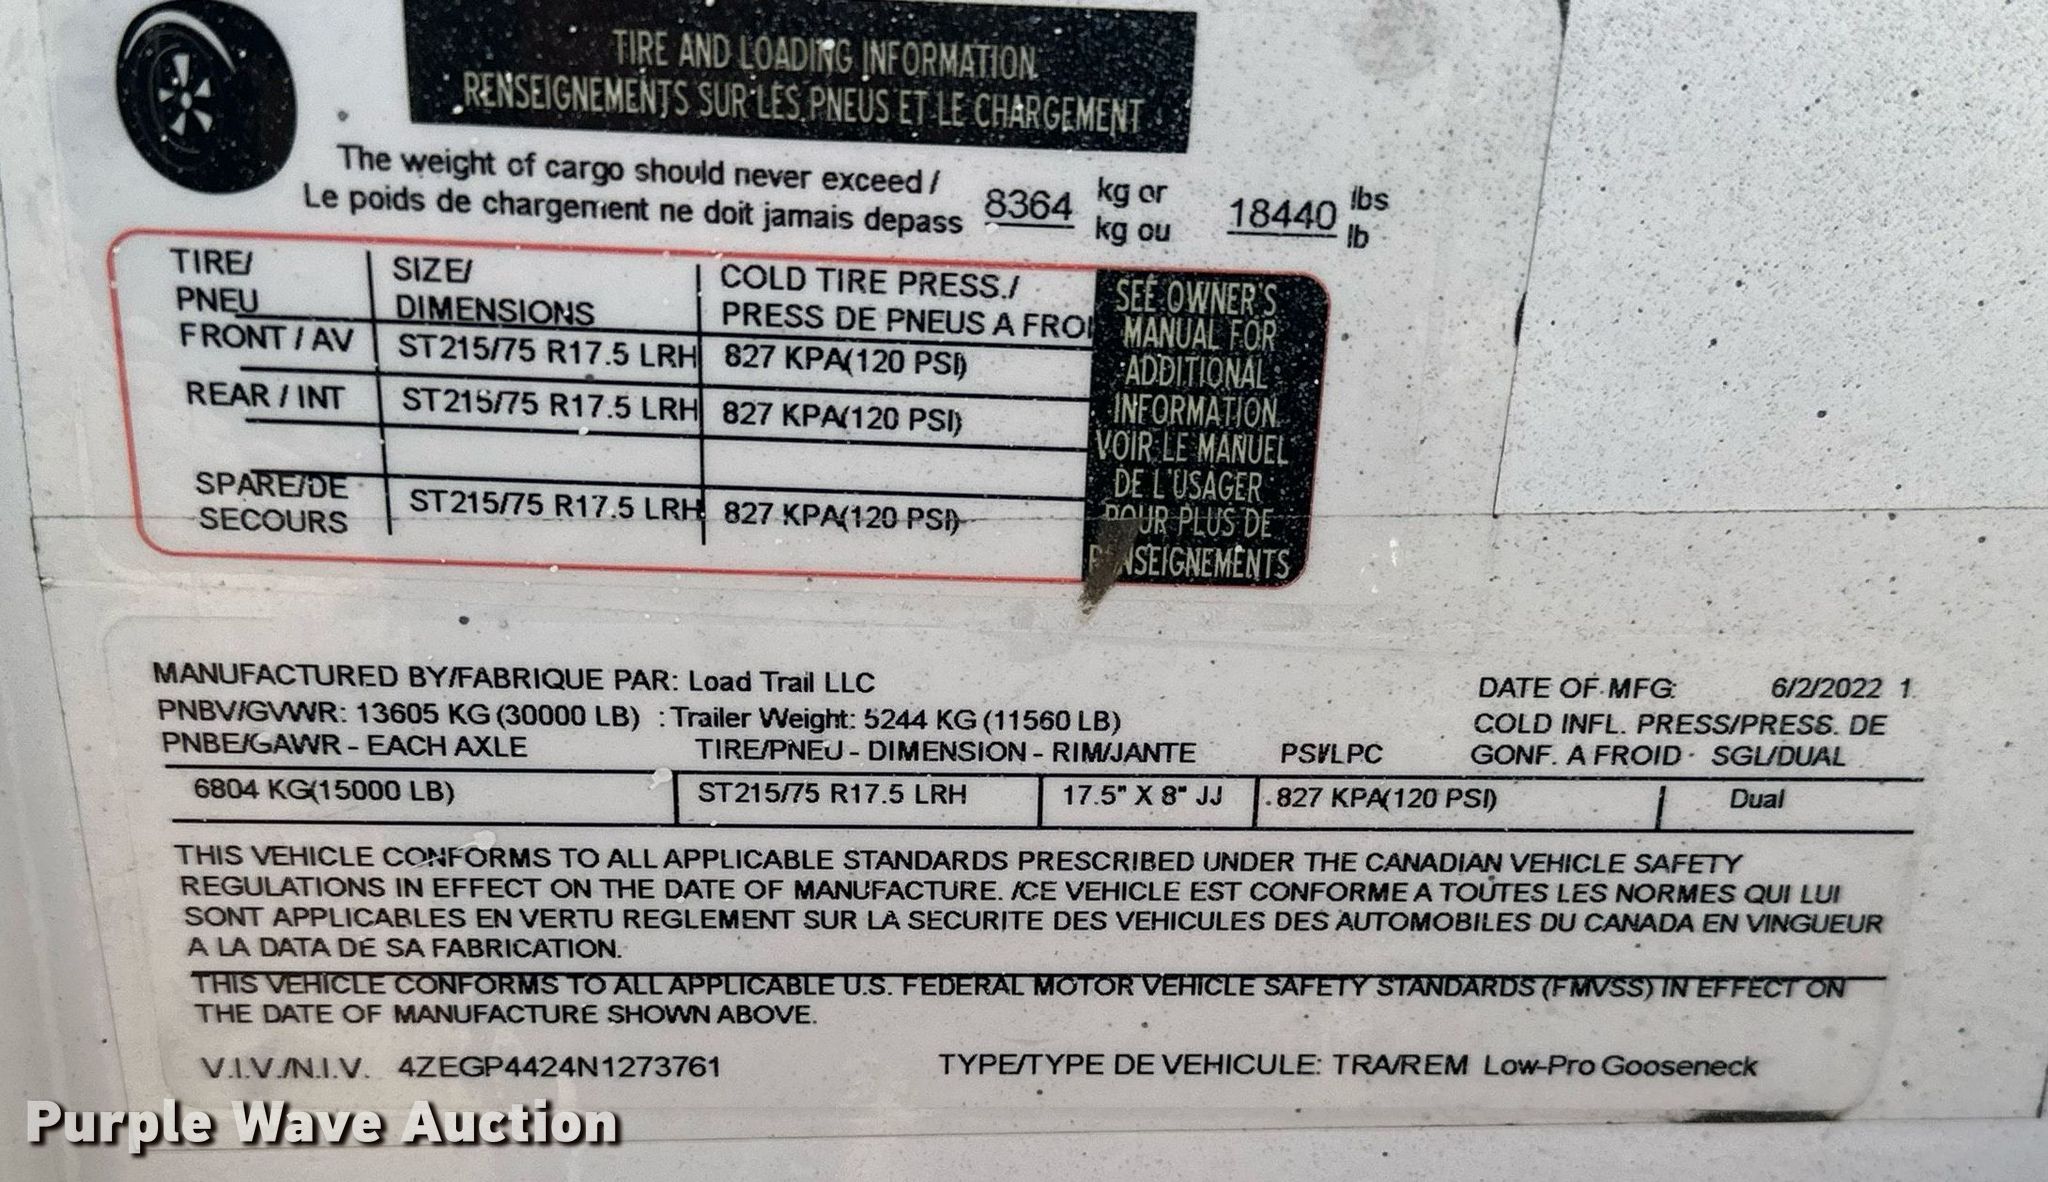 TIRE AND LOADING INFORMATION
RENSEIGNEMENTS SUR LES PNEUS ET LE CHARGEMENT
The weight of cargo should never exceed / 8364 kg or 18440 lbs
Le poids de chargement ne doit jamais depass kg ou lb
TIRE/ SIZE/ COLD TIRE PRESS./
PNEU DIMENSIONS PRESS DE PNEUS A FROI
FRONT / AV ST215/75 R17.5 LRH 827 KPA(120 PSI)
REAR / INT ST215/75 R17.5 LRH 827 KPA(120 PSI)
SPARE/DE ST215/75 R17.5 LRH 827 KPA(120 PSI)
SECOURS
SEE OWNER'S
MANUAL FOR
ADDITIONAL
INFORMATION.
VOIR LE MANUEL
DE L'USAGER
POUR PLUS DE
RENSEIGNEMENTS
MANUFACTURED BY/FABRIQUE PAR: Load Trail LLC DATE OF MFG: 6/2/2022 1
PNBV/GVWR: 13605 KG (30000 LB) : Trailer Weight: 5244 KG (11560 LB) COLD INFL. PRESS/PRESS. DE
PNBE/GAWR - EACH AXLE TIRE/PNEU - DIMENSION - RIM/JANTE PSI/LPC GONF. A FROID - SGL/DUAL
6804 KG(15000 LB) ST215/75 R17.5 LRH 17.5" X 8" JJ 827 KPA(120 PSI) Dual
THIS VEHICLE CONFORMS TO ALL APPLICABLE STANDARDS PRESCRIBED UNDER THE CANADIAN VEHICLE SAFETY
REGULATIONS IN EFFECT ON THE DATE OF MANUFACTURE. /CE VEHICLE EST CONFORME A TOUTES LES NORMES QUI LUI
SONT APPLICABLES EN VERTU REGLEMENT SUR LA SECURITE DES VEHICULES DES AUTOMOBILES DU CANADA EN VINGUEUR
A LA DATA DE SA FABRICATION.
THIS VEHICLE CONFORMS TO ALL APPLICABLE U.S. FEDERAL MOTOR VEHICLE SAFETY STANDARDS (FMVSS) IN EFFECT ON
THE DATE OF MANUFACTURE SHOWN ABOVE.
V.I.V./N.I.V. 4ZEGP4424N1273761 TYPE/TYPE DE VEHICULE: TRA/REM Low-Pro Gooseneck
Purple Wave Auction